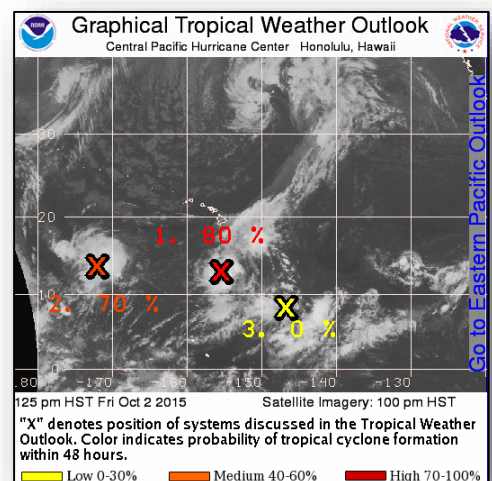 Graphical Tropical Weather Outlook
Central Pacific Hurricane Center Honolulu, Hawaii
NOAA
30
20
1. 80 %
10
2. 70 %
3. 0 %
0
80 -170 -160 -150 -140 -130
Go to Eastern Pacific Outlook
125 pm HST Fri Oct 2 2015 Satellite Imagery: 100 pm HST
"X" denotes position of systems discussed in the Tropical Weather
Outlook. Color indicates probability of tropical cyclone formation
within 48 hours.
Low 0-30% Medium 40-60% High 70-100%